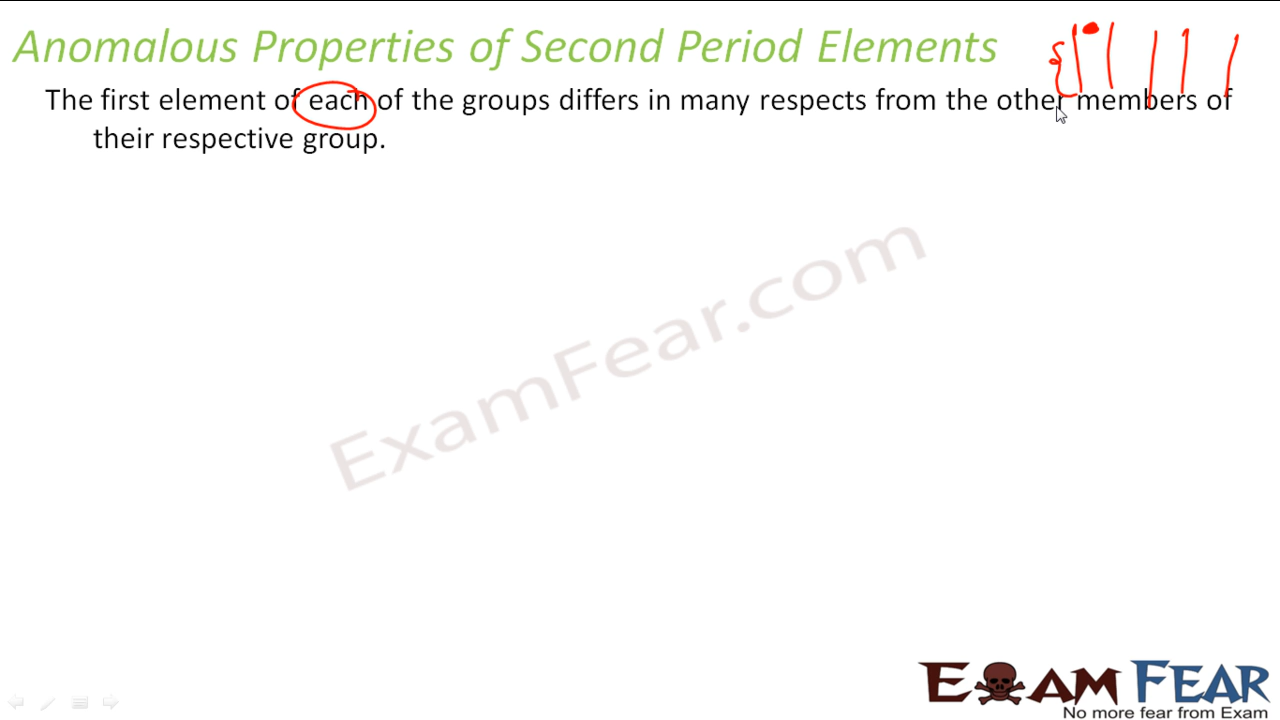 Anomalous Properties of Second Period Elements
The first element of each of the groups differs in many respects from the other members of
their respective group.
ExamFear.com
EXAM FEAR
No more fear from Exam